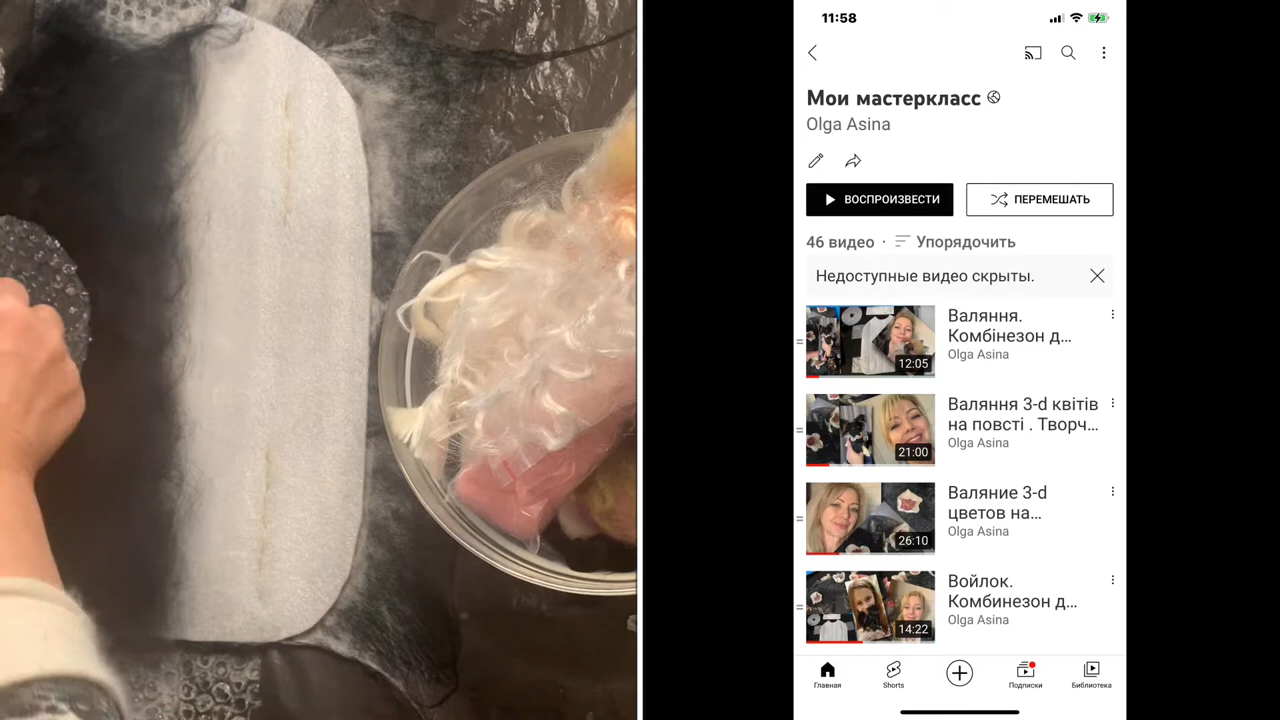 11:58
Мои мастеркласс
Olga Asina
ВОСПРОИЗВЕСТИ
ПЕРЕМЕШАТЬ
46 видео · Упорядочить
Недоступные видео скрыты.
Валяння.
Комбінезон д...
Olga Asina
12:05
Валяння 3-d квітів
на повсті . Творч...
Olga Asina
21:00
Валяние 3-d
цветов на...
Olga Asina
26:10
Войлок.
Комбинезон д...
Olga Asina
14:22
Главная
Shorts
Подписки
Библиотека